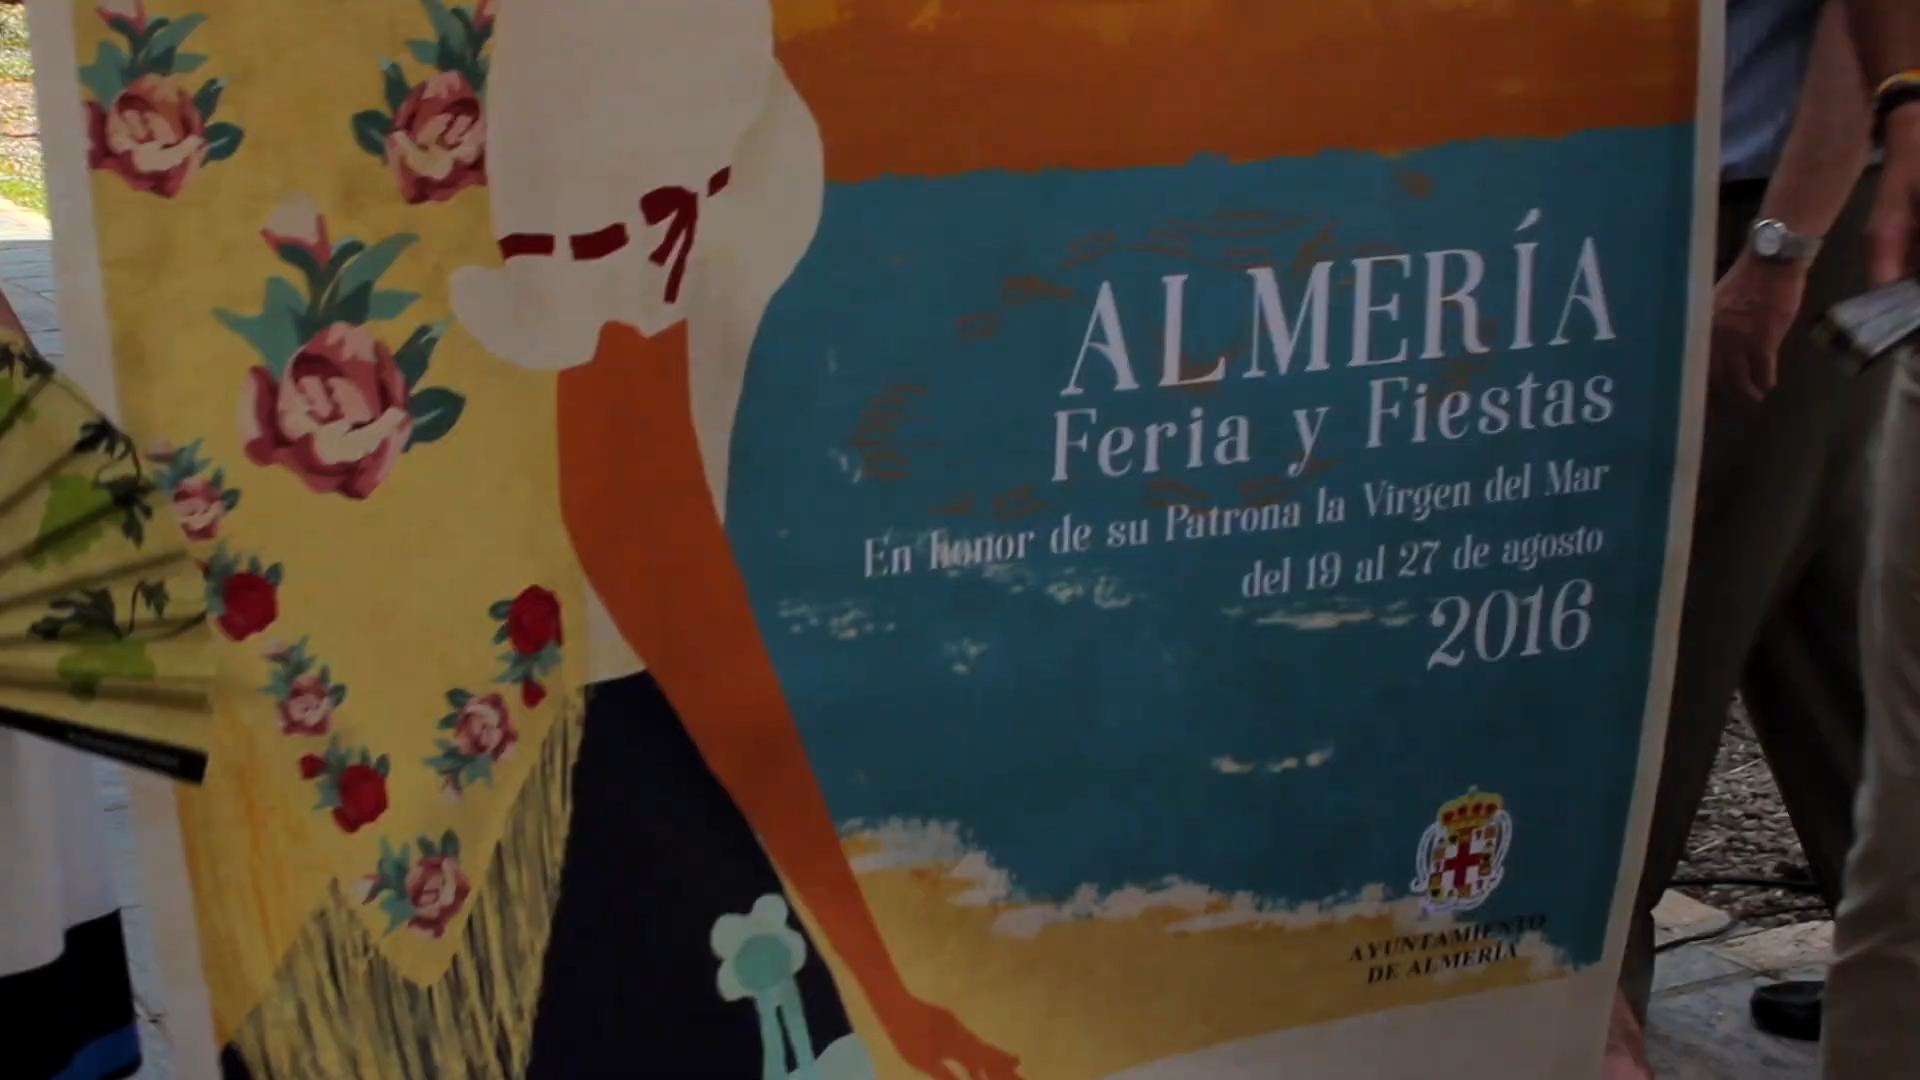 ALMERÍA
Feria y Fiestas
En honor de su Patrona la Virgen del Mar
del 19 al 27 de agosto
2016
AYUNTAMIENTO
DE ALMERÍA